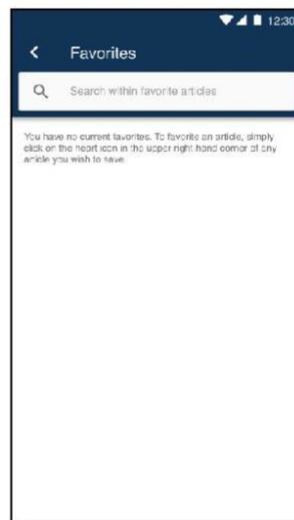 12:30
Favorites
Search within favorite articles
You have no current favorites. To favorite an article, simply
click on the heart icon in the upper right hand corner of any
article you wish to save.